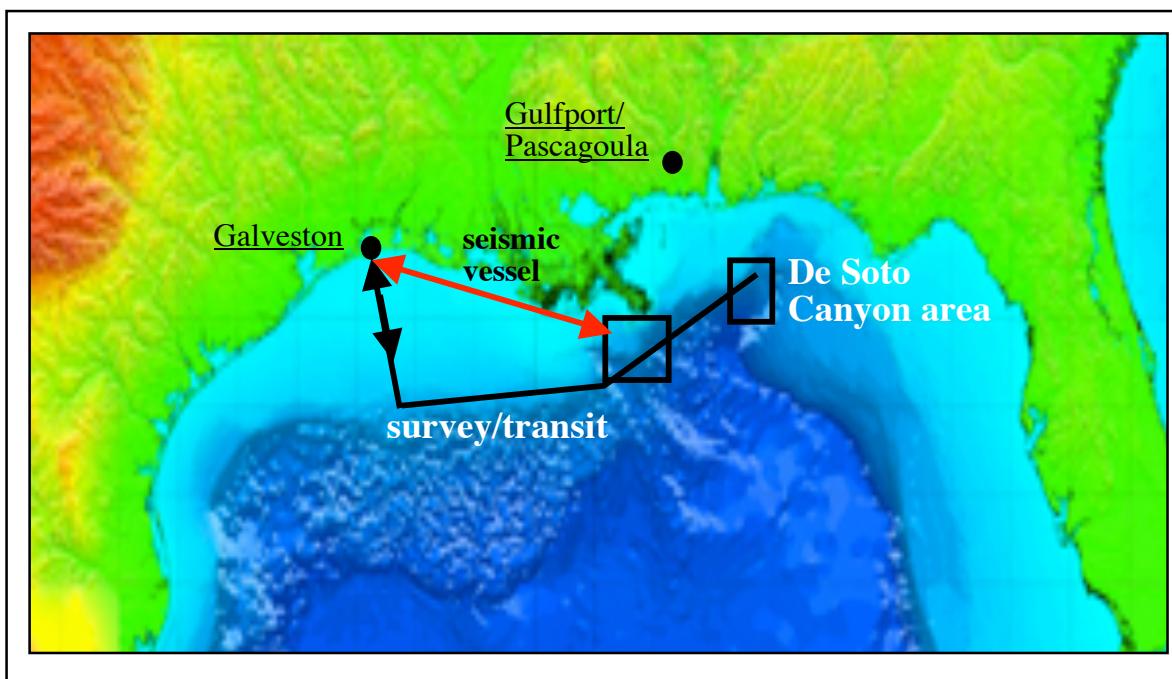 Gulfport/
Pascagoula
Galveston
seismic
vessel
De Soto
Canyon area
survey/transit